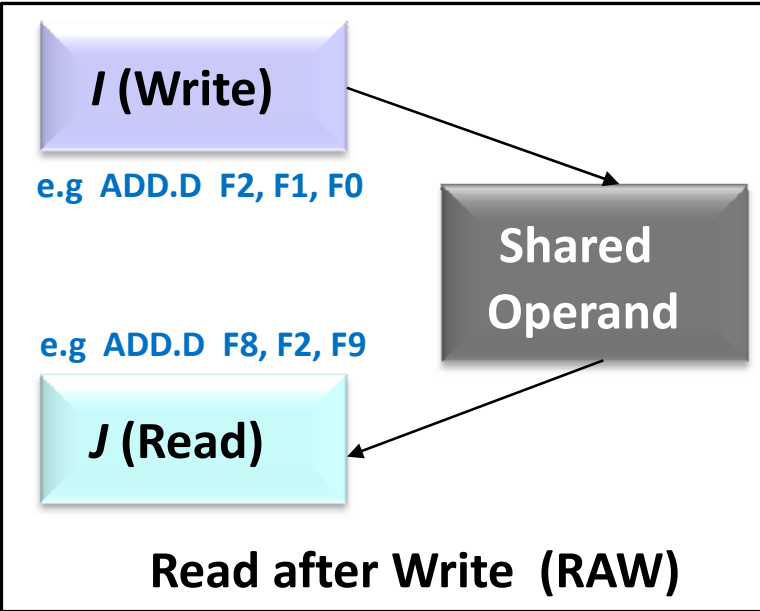 I (Write)
e.g  ADD.D  F2, F1, F0
Shared
Operand
e.g  ADD.D  F8, F2, F9
J (Read)
Read after Write  (RAW)